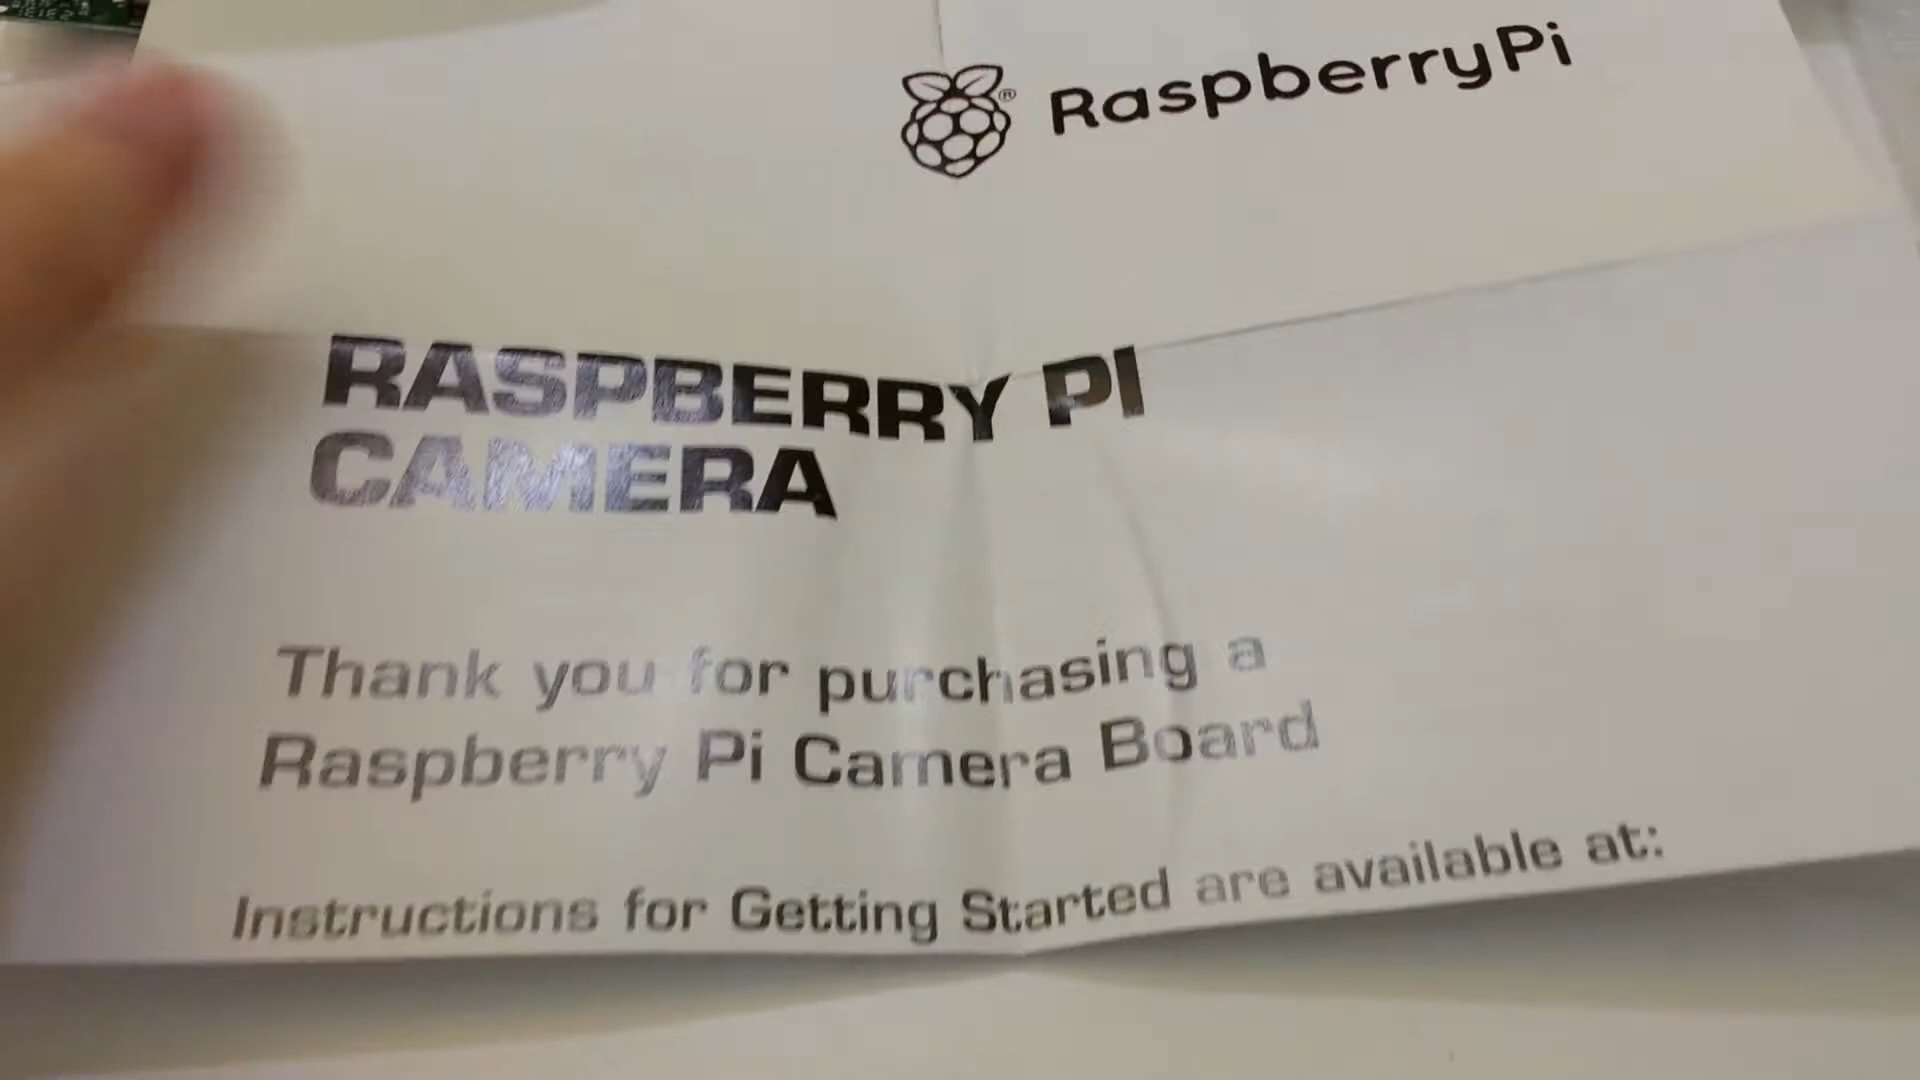 RaspberryPi
RASPBERRY PI
CAMERA
Thank you for purchasing a
Raspberry Pi Camera Board
Instructions for Getting Started are available at: